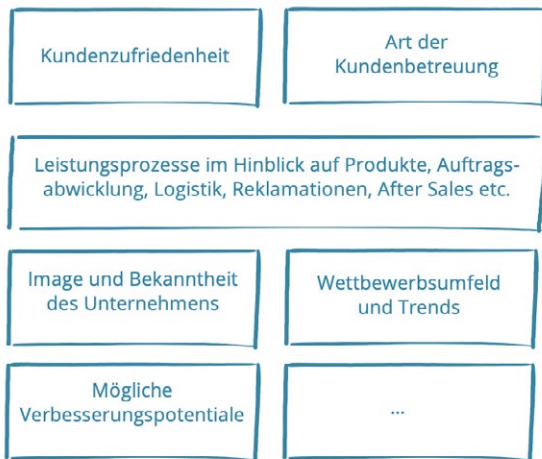 Kundenzufriedenheit
Art der
Kundenbetreuung
Leistungsprozesse im Hinblick auf Produkte, Auftrags-
abwicklung, Logistik, Reklamationen, After Sales etc.
Image und Bekanntheit
des Unternehmens
Wettbewerbsumfeld
und Trends
Mögliche
Verbesserungspotentiale
...